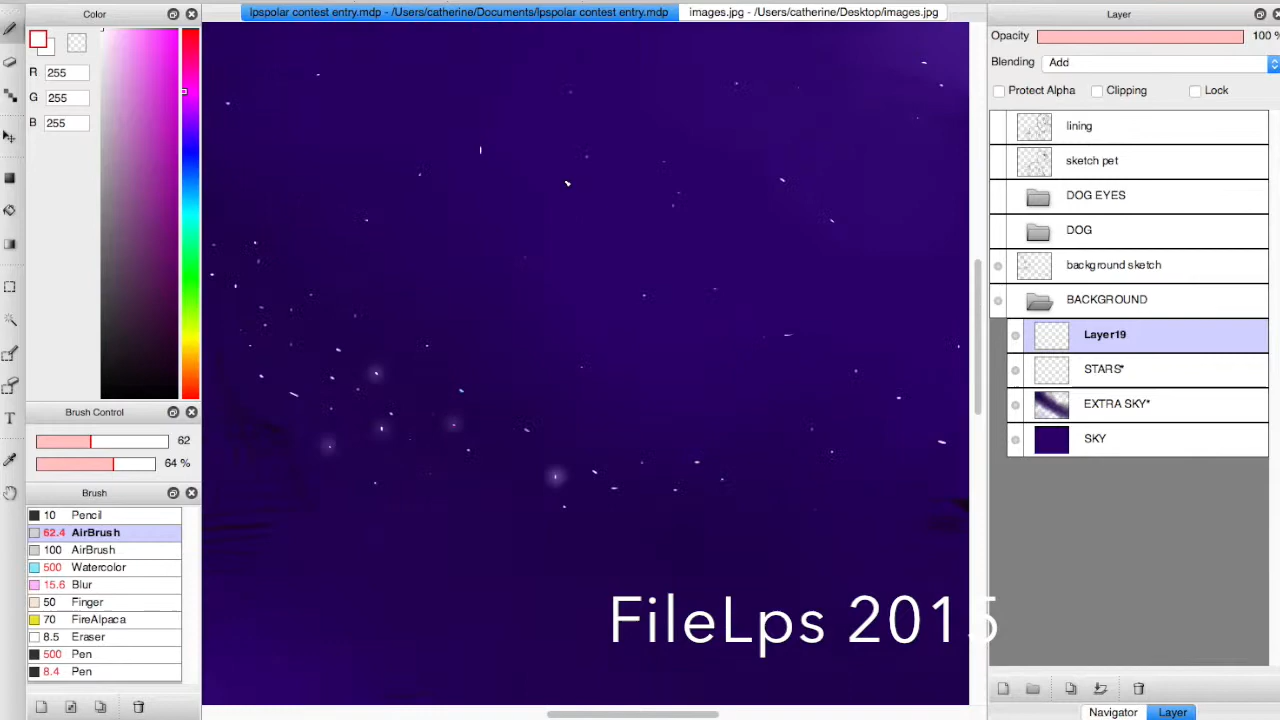 Color
lpspolar contest entry.mdp - /Users/catherine/Documents/lpspolar contest entry.mdp
images.jpg - /Users/catherine/Desktop/images.jpg
Layer
R 255
G 255
B 255
Opacity 100 %
Blending Add
Protect Alpha Clipping Lock
lining
sketch pet
DOG EYES
DOG
background sketch
BACKGROUND
Layer19
STARS*
EXTRA SKY*
SKY
Brush Control
62
64 %
Brush
10 Pencil
62.4 AirBrush
100 AirBrush
500 Watercolor
15.6 Blur
50 Finger
70 FireAlpaca
8.5 Eraser
500 Pen
8.4 Pen
T
FileLps 2015
Navigator Layer